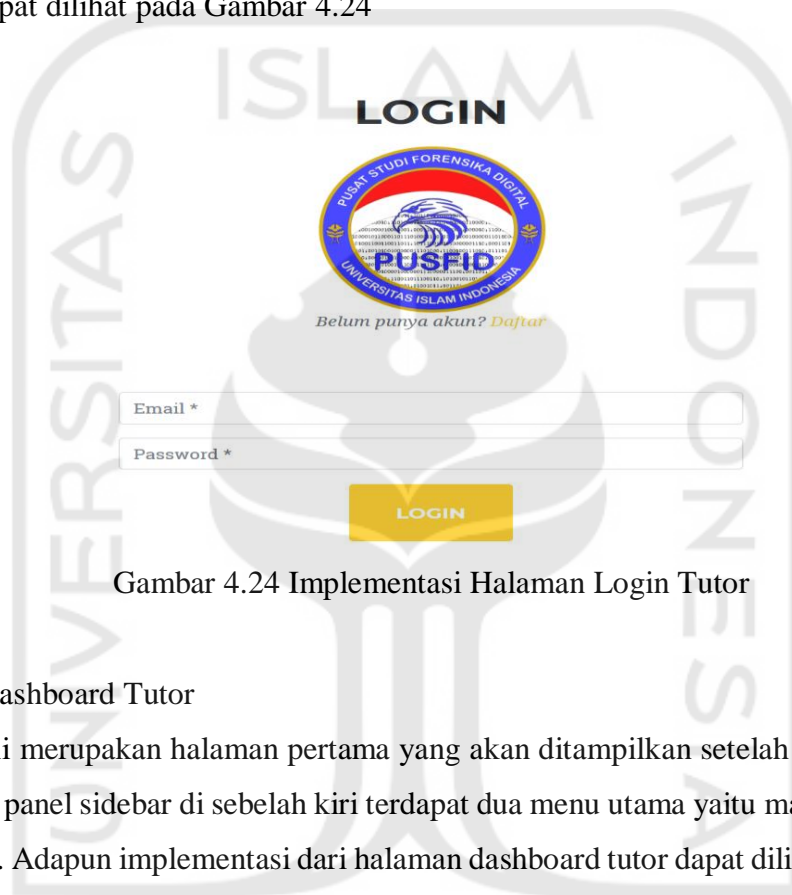 pat dilihat pada Gambar 4.24
ISLAM
UNIVERSITAS
INDONESIA
LOGIN
PUSAT STUDI FORENSIKA DIGITAL
PUSFID
UNIVERSITAS ISLAM INDONESIA
Belum punya akun? Daftar
Email *
Password *
LOGIN
Gambar 4.24 Implementasi Halaman Login Tutor
ashboard Tutor
i merupakan halaman pertama yang akan ditampilkan setelah
panel sidebar di sebelah kiri terdapat dua menu utama yaitu ma
. Adapun implementasi dari halaman dashboard tutor dapat dili